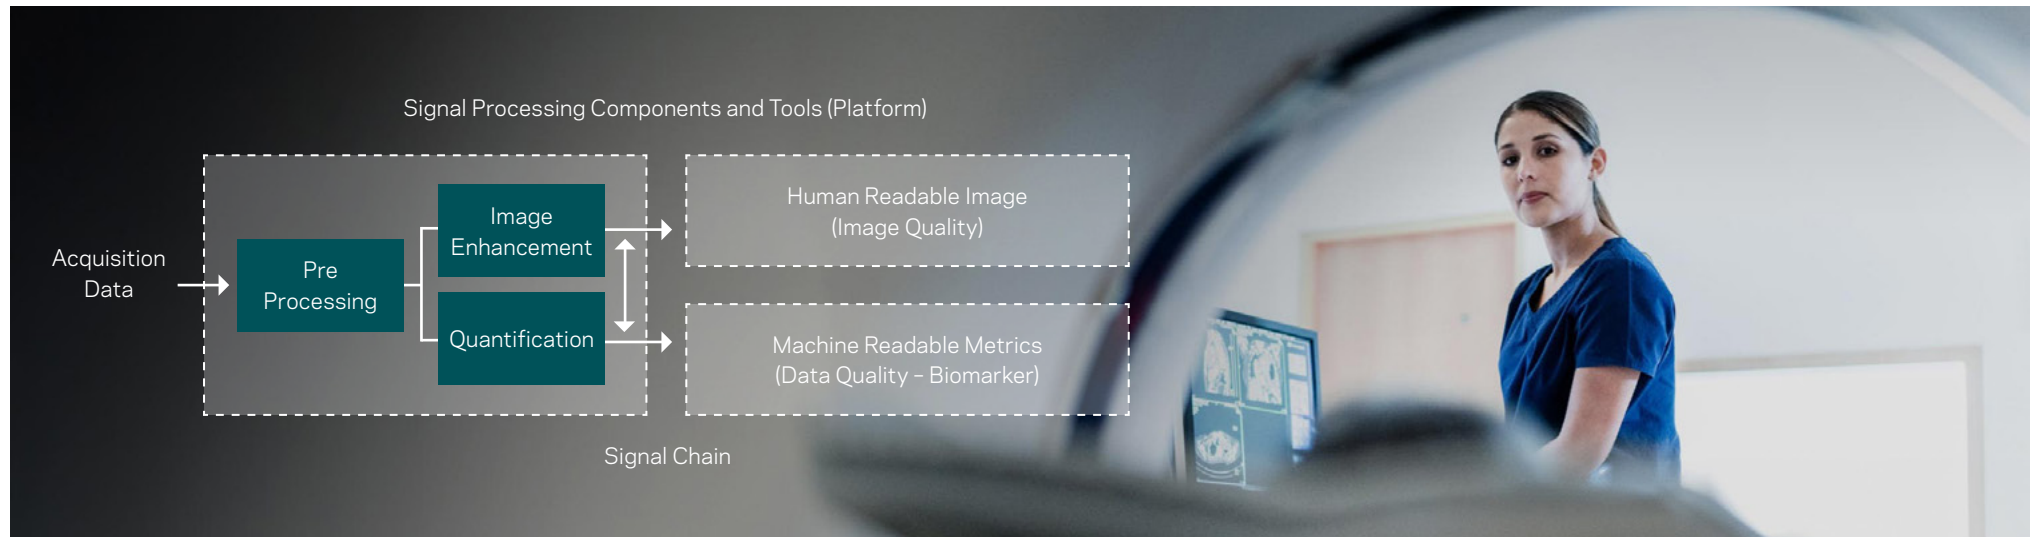 Signal Processing Components and Tools (Platform)
Acquisition
Data
Pre
Processing
Image
Enhancement
Quantification
Human Readable Image
(Image Quality)
Machine Readable Metrics
(Data Quality – Biomarker)
Signal Chain